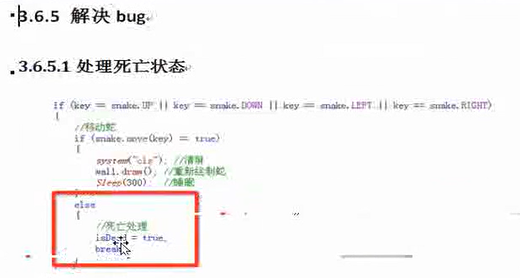 3.6.5 解决 bug
3.6.5.1 处理死亡状态
if (key == snake.UP || key == snake.DOWN || key == snake.LEFT || key == snake.RIGHT)
{
//移动蛇
if (snake.move(key) == true)
{
system("cls"); //清屏
wall.draw(); //重新绘制蛇
Sleep(300); //睡眠
}
else
{
//死亡处理
= true;
break
}